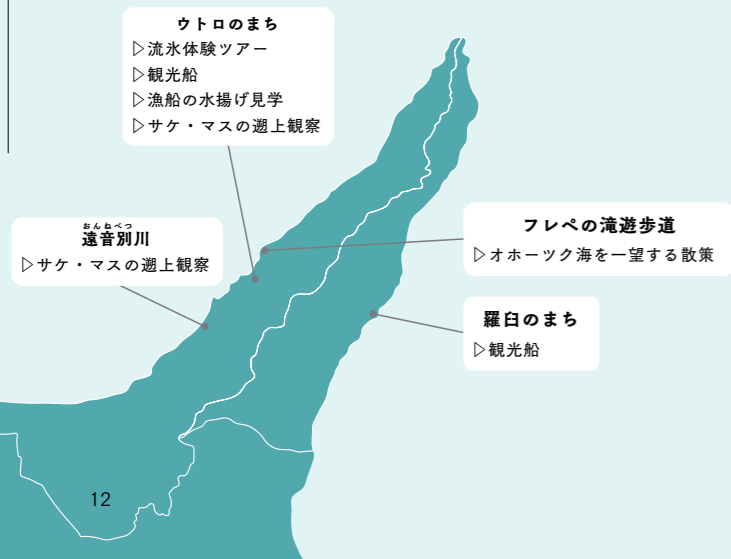 ウトロのまち
▷流氷体験ツアー
▷観光船
▷漁船の水揚げ見学
▷サケ・マスの遡上観察
おんねべつ
遠音別川
▷サケ・マスの遡上観察
フレペの滝遊歩道
▷オホーツク海を一望する散策
羅臼のまち
▷観光船
12